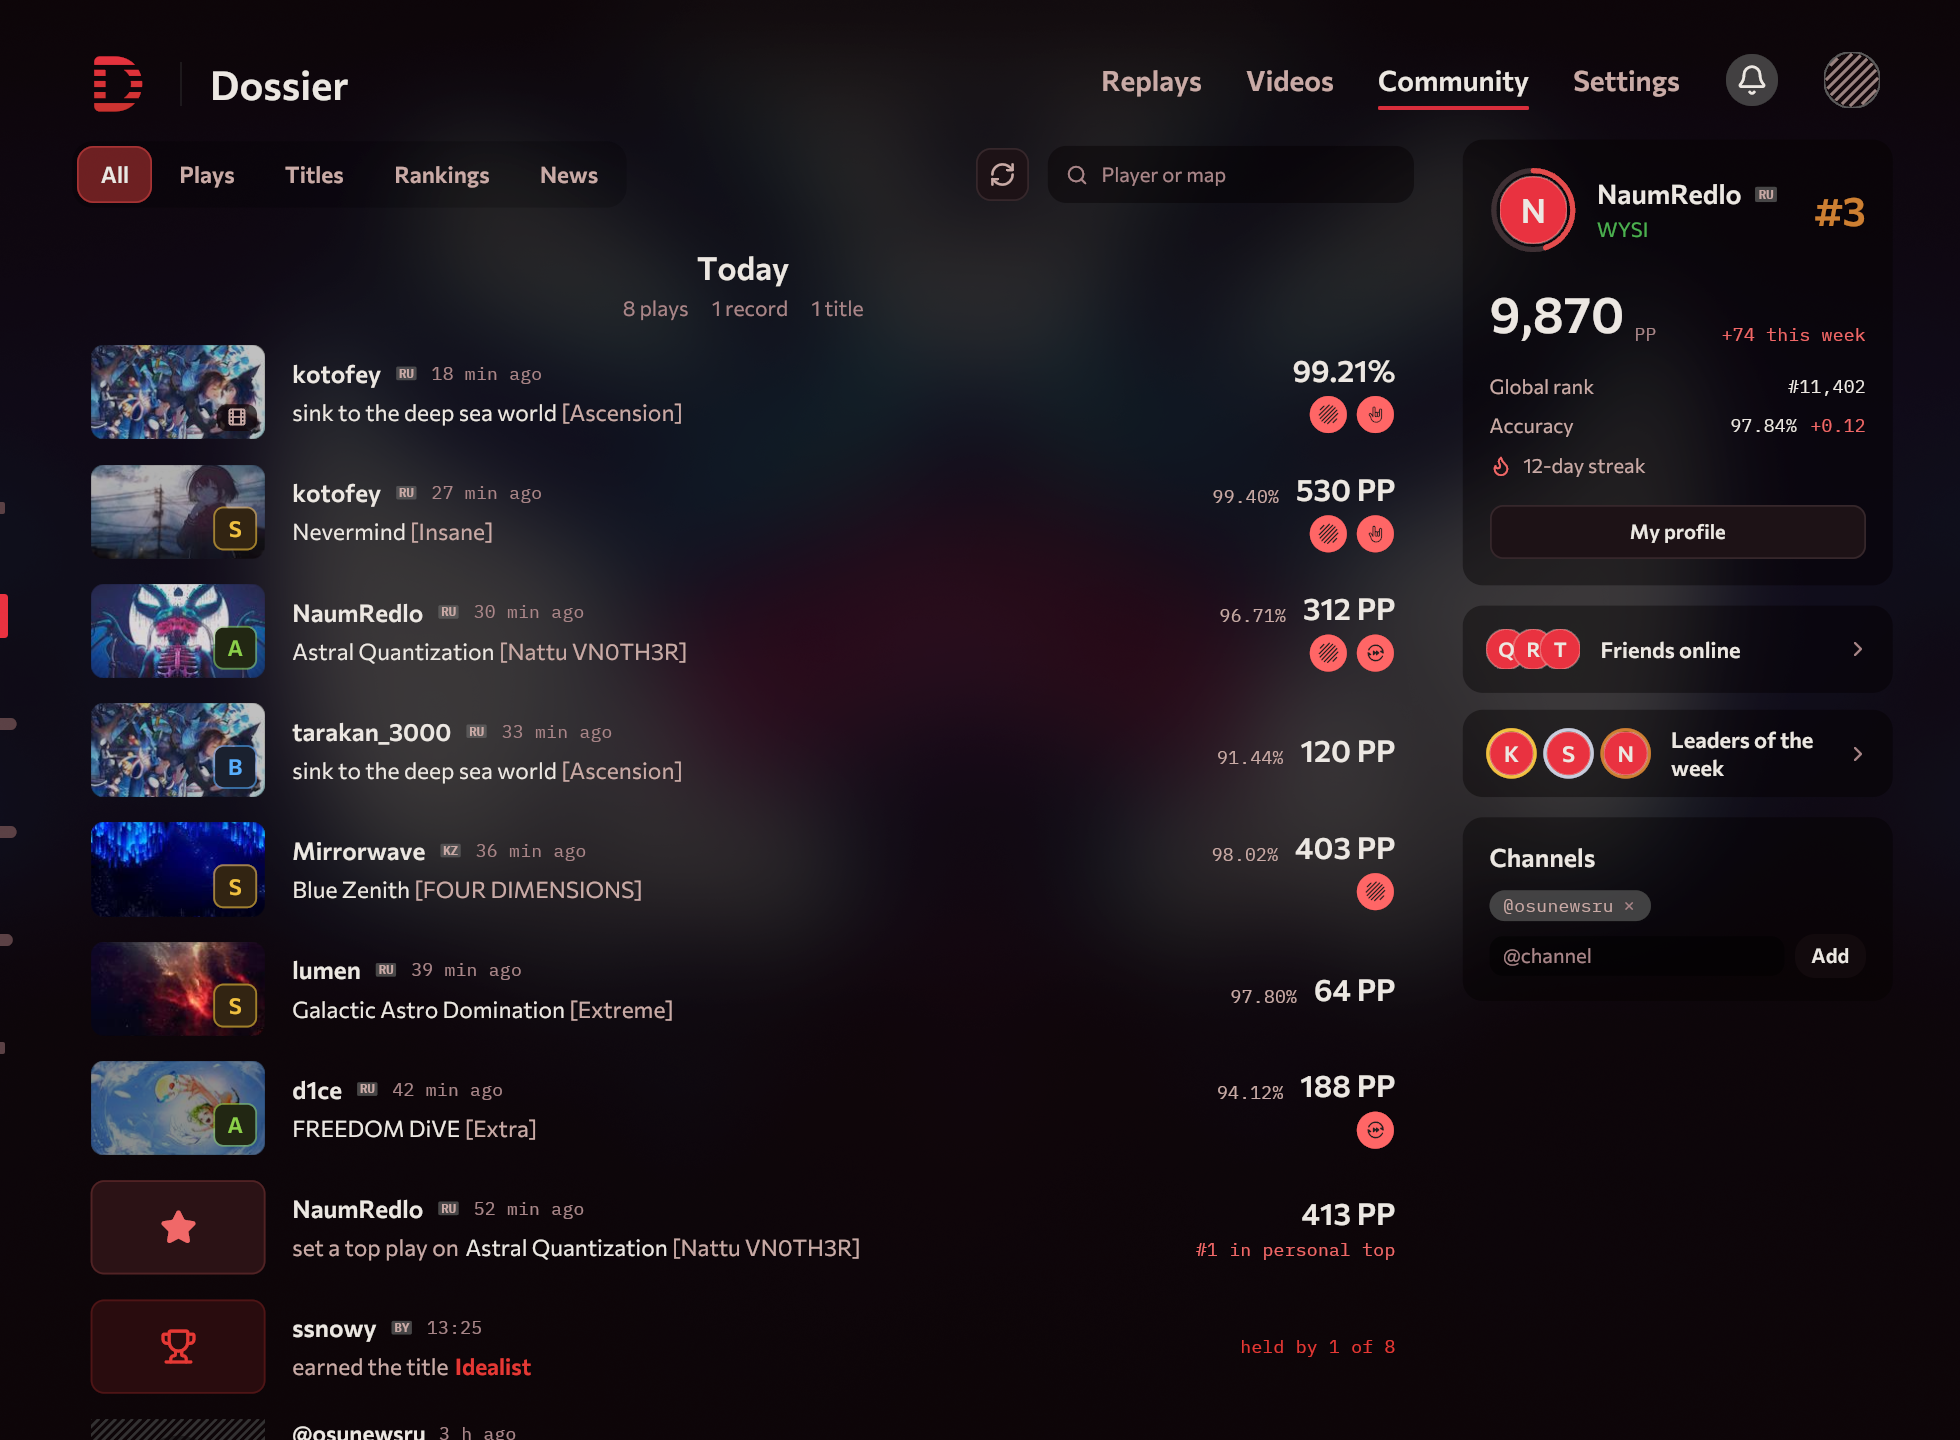 Dossier
Replays
Videos
Community
Settings
All
Plays
Titles
Rankings
News
Player or map
Today
8 plays 1 record 1 title
kotofey RU 18 min ago
sink to the deep sea world [Ascension]
99.21%
kotofey RU 27 min ago
Nevermind [Insane]
S
99.40% 530 PP
NaumRedlo RU 30 min ago
Astral Quantization [Nattu VN0TH3R]
A
96.71% 312 PP
tarakan_3000 RU 33 min ago
sink to the deep sea world [Ascension]
B
91.44% 120 PP
Mirrorwave KZ 36 min ago
Blue Zenith [FOUR DIMENSIONS]
S
98.02% 403 PP
lumen RU 39 min ago
Galactic Astro Domination [Extreme]
S
97.80% 64 PP
d1ce RU 42 min ago
FREEDOM DiVE [Extra]
A
94.12% 188 PP
NaumRedlo RU 52 min ago
set a top play on Astral Quantization [Nattu VN0TH3R]
413 PP
#1 in personal top
ssnowy BY 13:25
earned the title Idealist
held by 1 of 8
@osunewsru 3 h ago
N
NaumRedlo RU
WYSI
#3
9,870 PP
+74 this week
Global rank #11,402
Accuracy 97.84% +0.12
12-day streak
My profile
Q R T
Friends online
K S N
Leaders of the
week
Channels
@osunewsru ×
@channel
Add